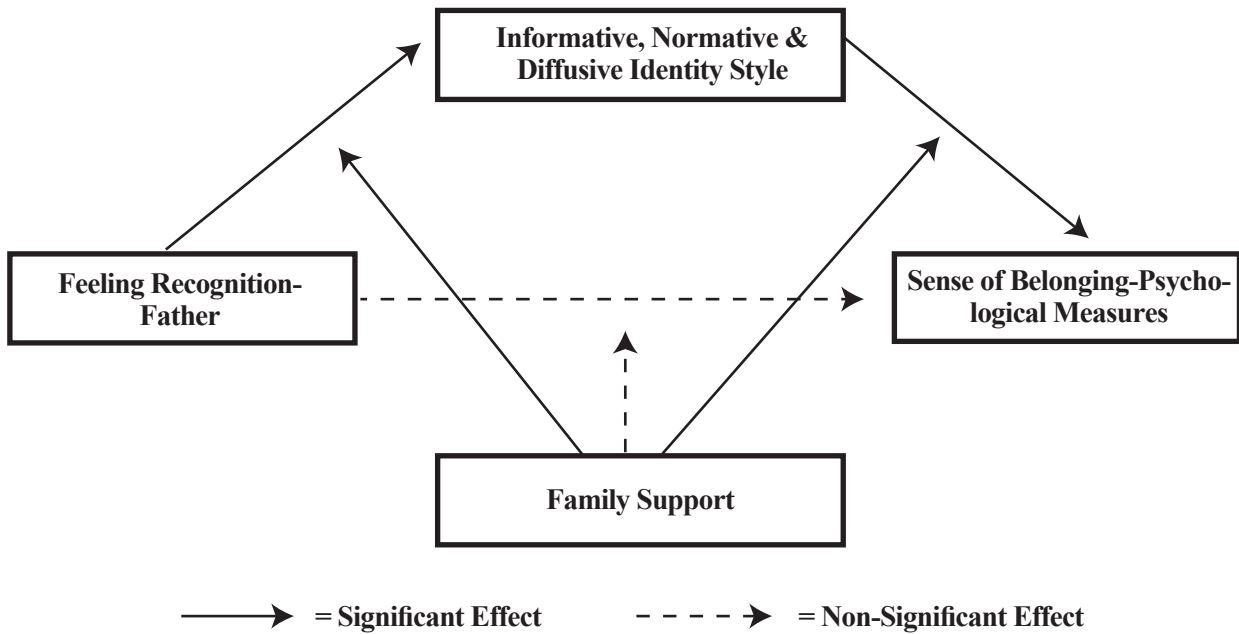 Informative, Normative &
Diffusive Identity Style
Feeling Recognition-
Father
Sense of Belonging-Psycho-
logical Measures
Family Support
= Significant Effect
= Non-Significant Effect